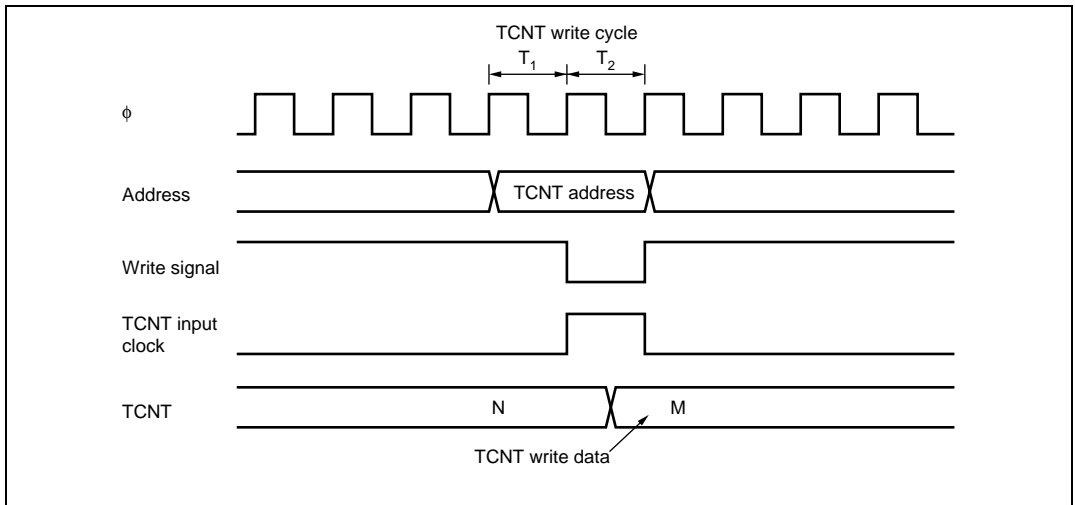 TCNT write cycle
T1 T2
ϕ
Address
TCNT address
Write signal
TCNT input
clock
TCNT
N
M
TCNT write data